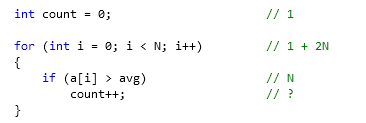 int count = 0; // 1
for (int i = 0; i < N; i++) // 1 + 2N
{
if (a[i] > avg) // N
count++; // ?
}